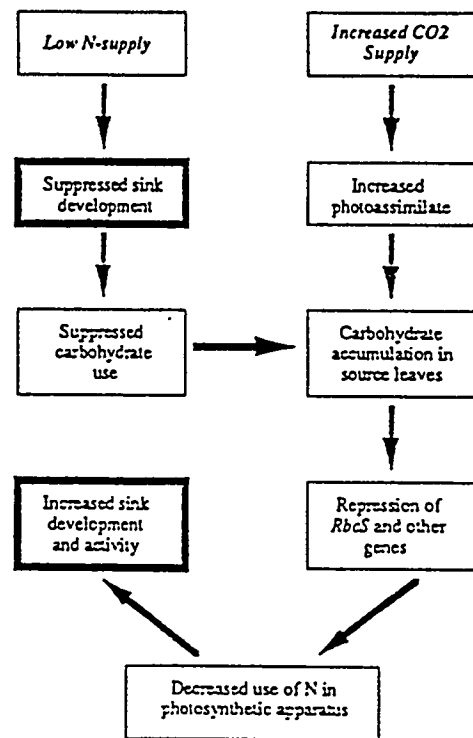 Low N-supply
Increased CO2
Supply
Suppressed sink
development
Increased
photoassimilate
Suppressed
carbohydrate
use
Carbohydrate
accumulation in
source leaves
Increased sink
development
and activity
Repression of
RbcS and other
genes
Decreased use of N in
photosynthetic apparatus